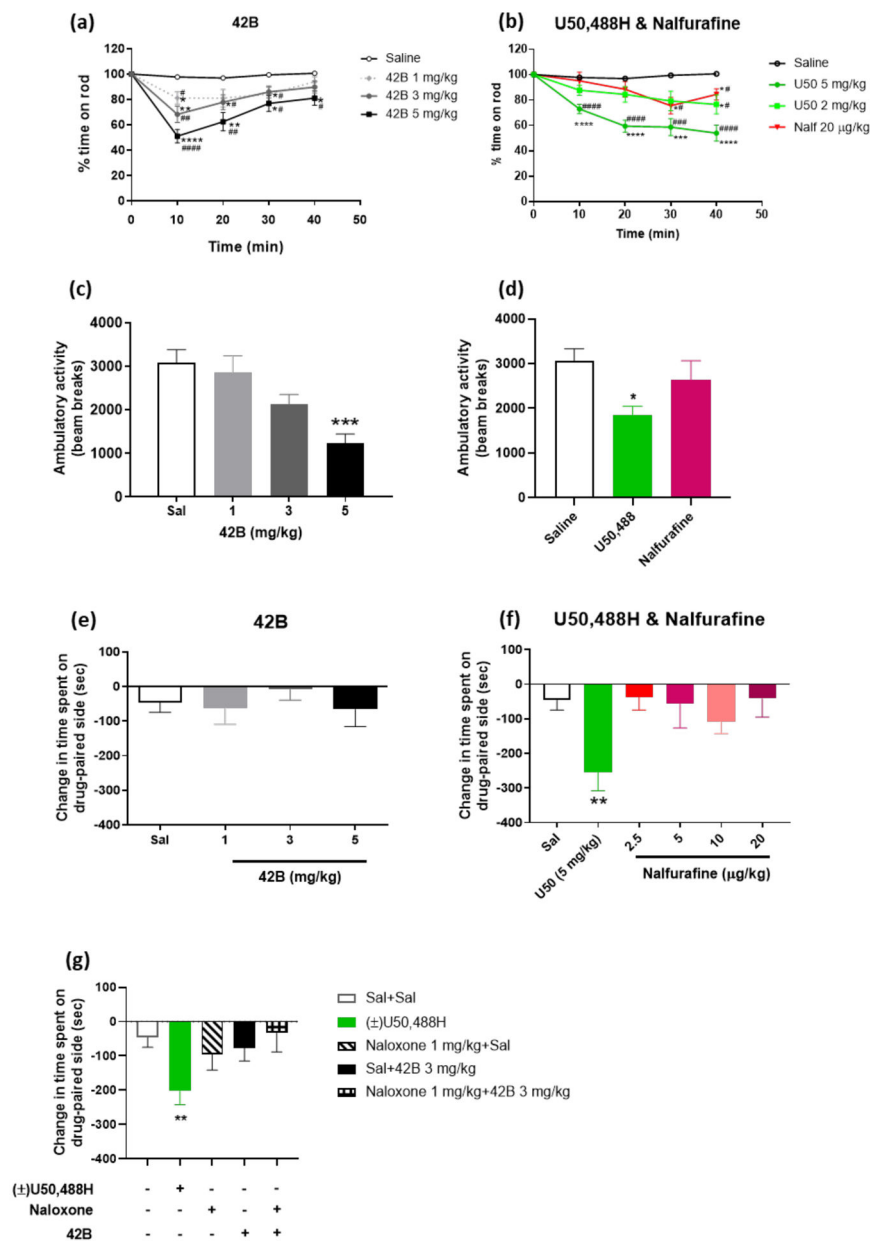 (a)
42B
% time on rod
120
100
80
60
40
20
0
0 10 20 30 40 50
Time (min)
Saline
42B 1 mg/kg
42B 3 mg/kg
42B 5 mg/kg
#
*
**
##
****
####
*#
**
##
*#
*#
*
#
(b)
U50,488H & Nalfurafine
% time on rod
120
100
80
60
40
20
0
0 10 20 30 40 50
Time (min)
Saline
U50 5 mg/kg
U50 2 mg/kg
Nalf 20 µg/kg
####
****
####
****
*#
###
***
*#
*#
####
****
(c)
Ambulatory activity
(beam breaks)
4000
3000
2000
1000
0
***
Sal 1 3 5
42B (mg/kg)
(d)
Ambulatory activity
(beam breaks)
4000
3000
2000
1000
0
*
Saline
U50,488
Nalfurafine
(e)
42B
Change in time spent on
drug-paired side (sec)
100
0
-100
-200
-300
-400
Sal 1 3 5
42B (mg/kg)
(f)
U50,488H & Nalfurafine
Change in time spent on
drug-paired side (sec)
100
0
-100
-200
-300
-400
**
Sal
U50 (5 mg/kg)
2.5
5
10
20
Nalfurafine (µg/kg)
(g)
Change in time spent on
drug-paired side (sec)
100
0
-100
-200
-300
-400
**
Sal+Sal
(±)U50,488H
Naloxone 1 mg/kg+Sal
Sal+42B 3 mg/kg
Naloxone 1 mg/kg+42B 3 mg/kg
(±)U50,488H - + - - -
Naloxone - - + - +
42B - - - + +